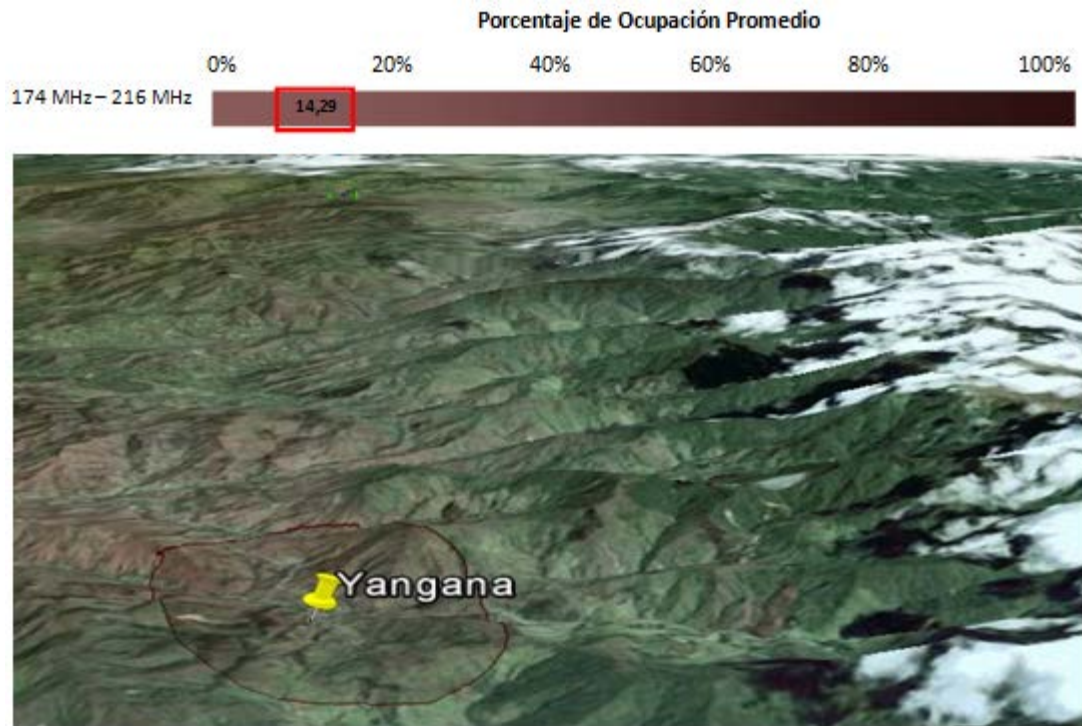 Porcentaje de Ocupación Promedio
0% 20% 40% 60% 80% 100%
174 MHz – 216 MHz 14,29
Yangana